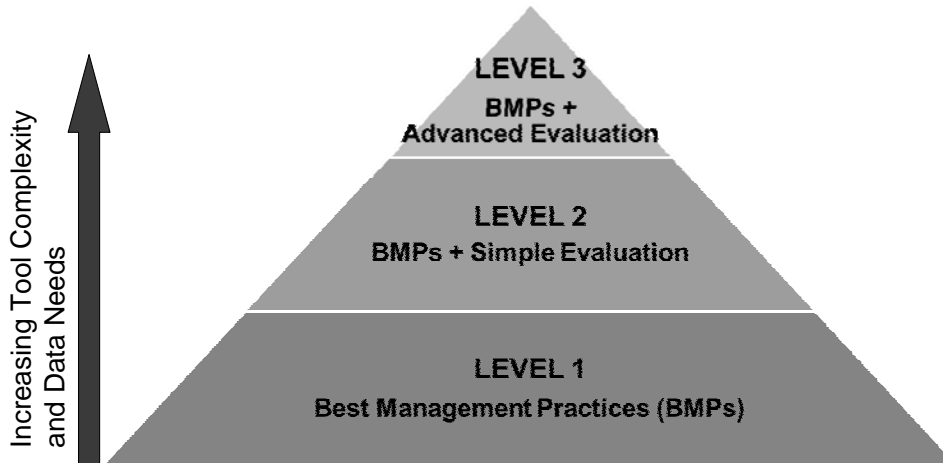 LEVEL 3
BMPs +
Advanced Evaluation
LEVEL 2
BMPs + Simple Evaluation
LEVEL 1
Best Management Practices (BMPs)
Increasing Tool Complexity
and Data Needs